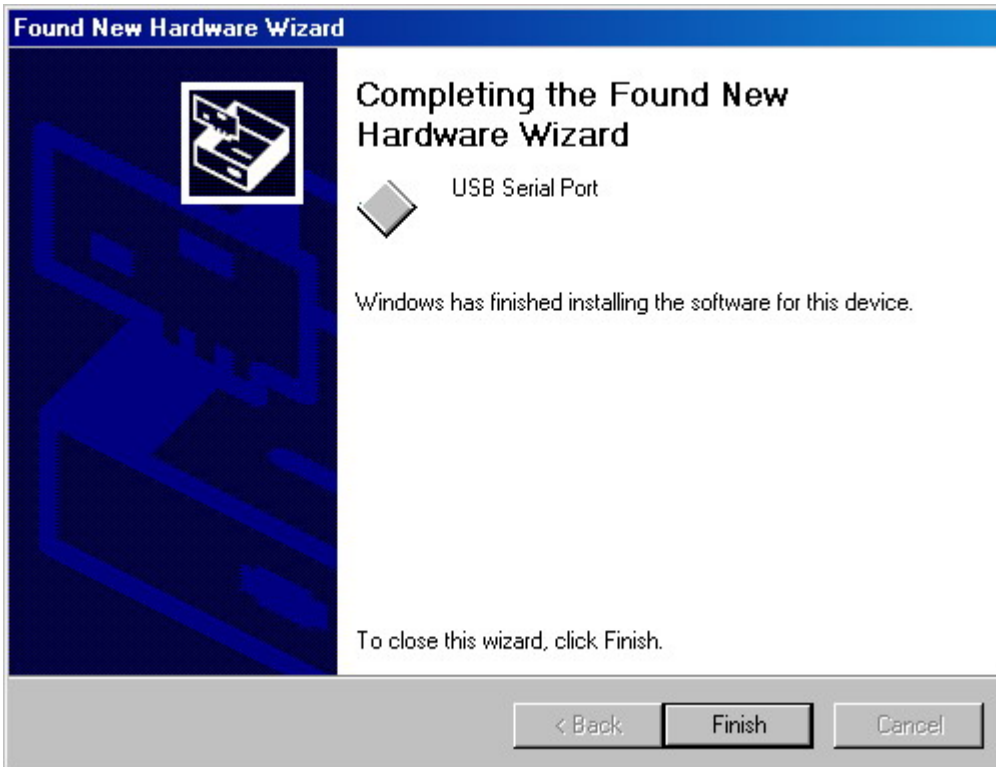 Found New Hardware Wizard
Completing the Found New
Hardware Wizard
USB Serial Port
Windows has finished installing the software for this device.
To close this wizard, click Finish.
< Back
Finish
Cancel